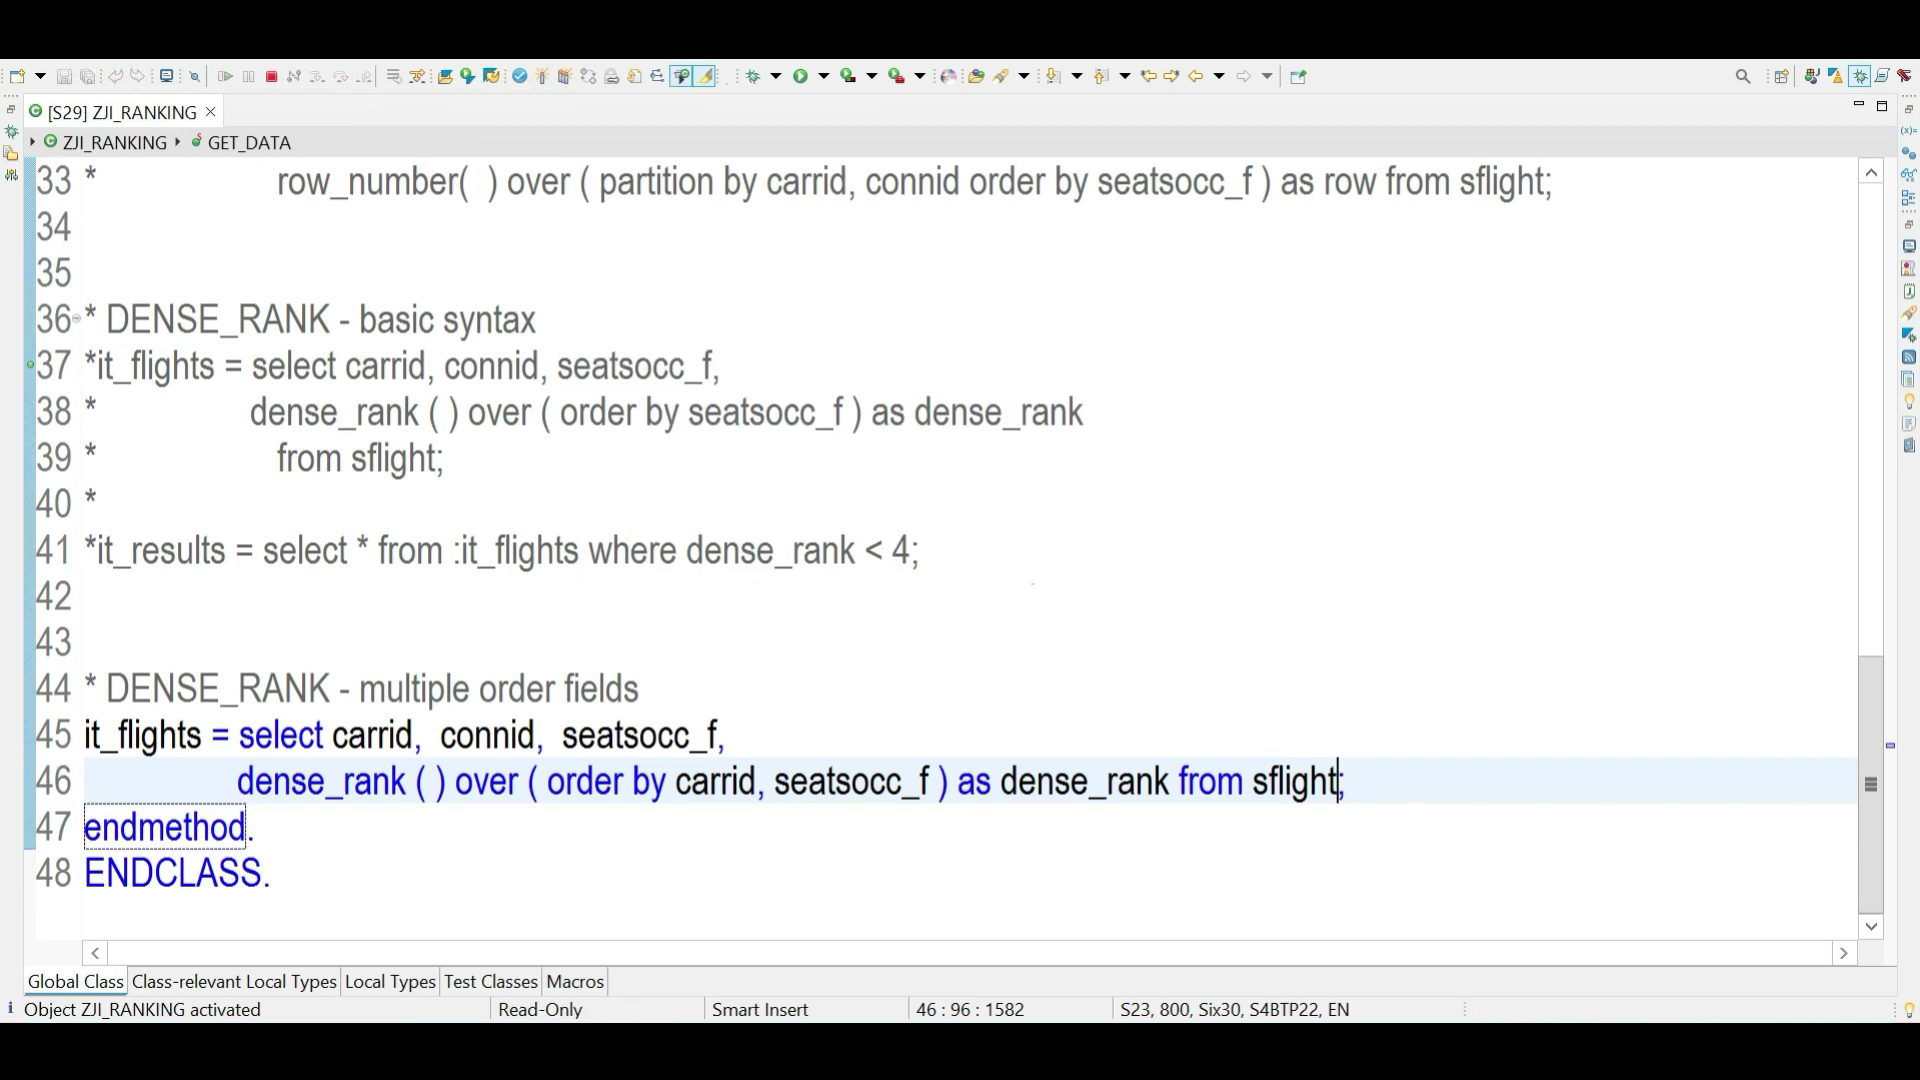 [S29] ZJI_RANKING
ZJI_RANKING GET_DATA
33 * row_number( ) over ( partition by carrid, connid order by seatsocc_f ) as row from sflight;
34
35
36 * DENSE_RANK - basic syntax
37 *it_flights = select carrid, connid, seatsocc_f,
38 * dense_rank ( ) over ( order by seatsocc_f ) as dense_rank
39 * from sflight;
40 *
41 *it_results = select * from :it_flights where dense_rank < 4;
42
43
44 * DENSE_RANK - multiple order fields
45 it_flights = select carrid, connid, seatsocc_f,
46 dense_rank ( ) over ( order by carrid, seatsocc_f ) as dense_rank from sflight;
47 endmethod.
48 ENDCLASS.
Global Class Class-relevant Local Types Local Types Test Classes Macros
Object ZJI_RANKING activated Read-Only Smart Insert 46 : 96 : 1582 S23, 800, Six30, S4BTP22, EN